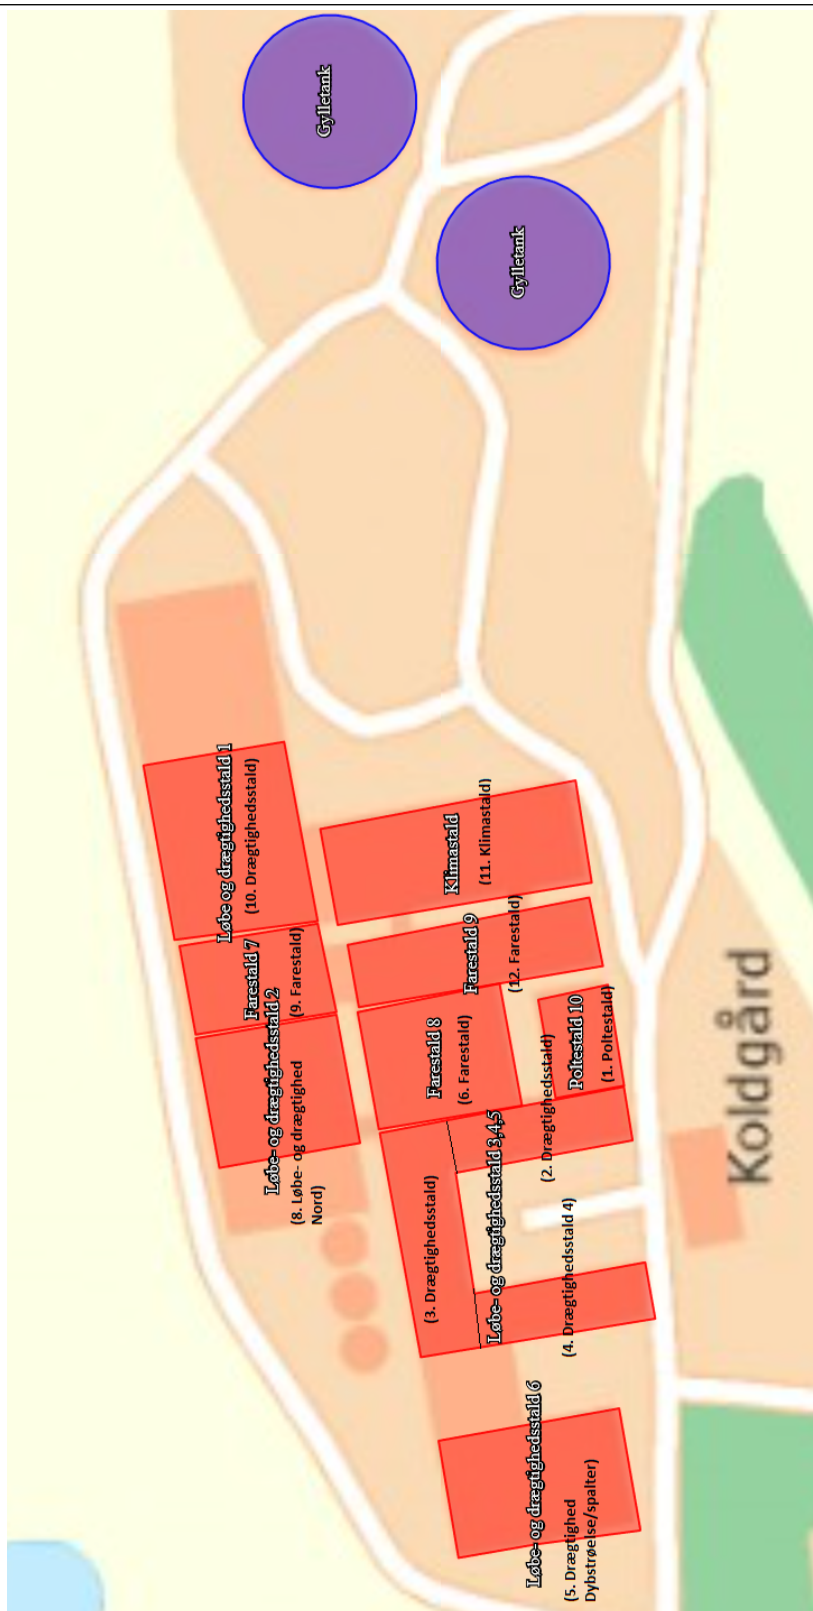 Gylletank
Gylletank
Løbe og drægtighedsstald 1
(10. Drægtighedsstald)
Klimastald
(11. Klimastald)
Farestald 7
(9. Farestald)
Farestald 9
(12. Farestald)
Løbe- og drægtighedsstald 2
(8. Løbe- og drægtighed
Nord)
Farestald 8
(6. Farestald)
Poltestald 10
(1. Poltestald)
Koldgård
Løbe- og drægtighedsstald 3,4,5
(2. Drægtighedsstald)
(3. Drægtighedsstald)
(4. Drægtighedsstald 4)
Løbe- og drægtighedsstald 6
(5. Drægtighed
Dybstrøelse/spalter)